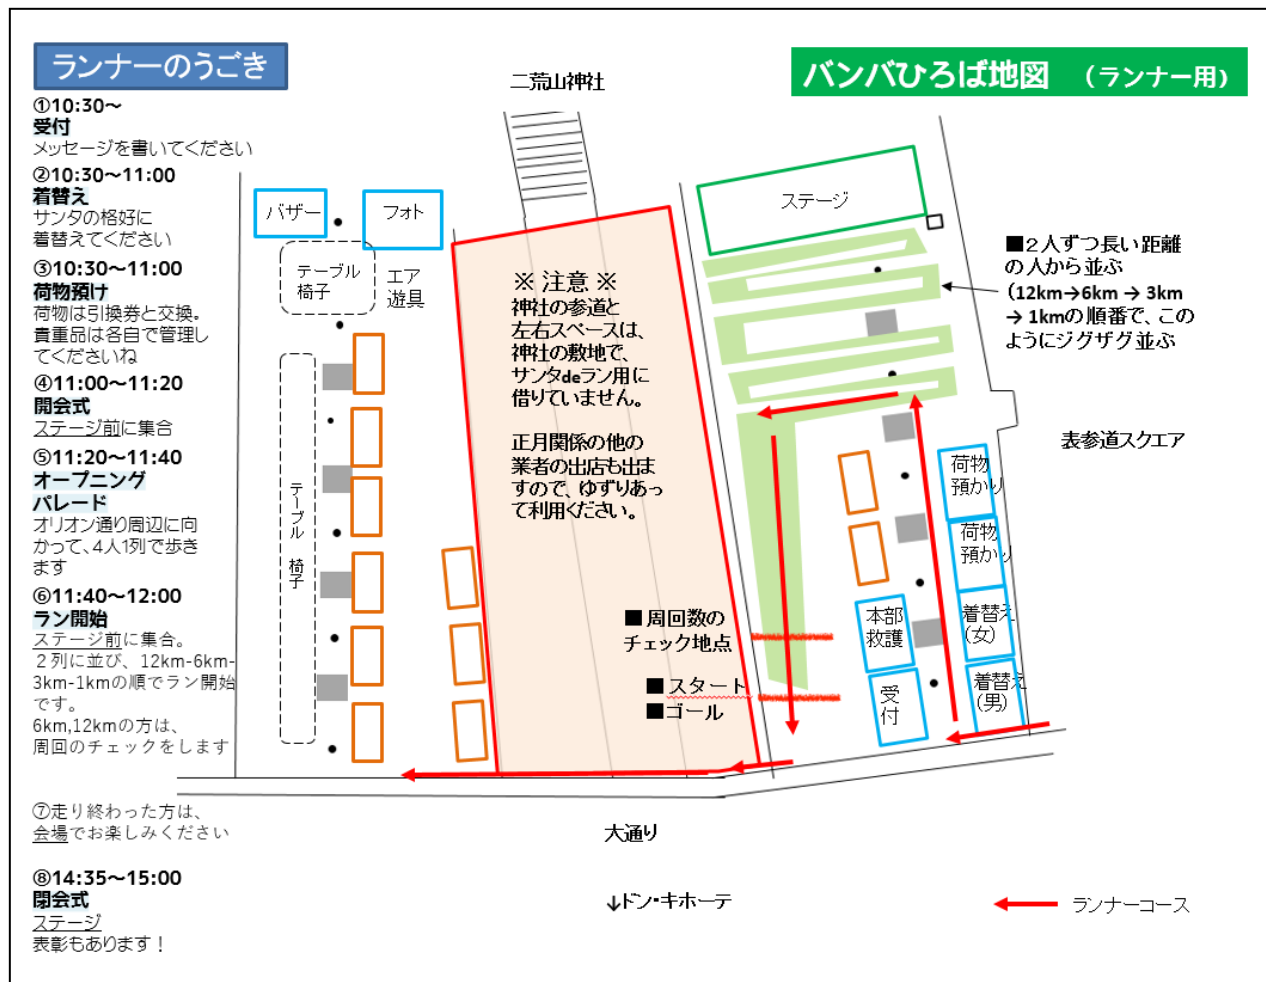 ランナーのうごき
①10:30～
受付
メッセージを書いてください
②10:30～11:00
着替え
サンタの格好に
着替えてください
③10:30～11:00
荷物預け
荷物は引換券と交換。
貴重品は各自で管理し
てくださいね
④11:00～11:20
開会式
ステージ前に集合
⑤11:20～11:40
オープニング
パレード
オリオン通り周辺に向
かって、4人1列で歩き
ます
⑥11:40～12:00
ラン開始
ステージ前に集合。
２列に並び、12km-6km-
3km-1kmの順でラン開始
です。
6km,12kmの方は、
周回のチェックをします
⑦走り終わった方は、
会場でお楽しみください
⑧14:35～15:00
閉会式
ステージ
表彰もあります！
バンバひろば地図　（ランナー用）
二荒山神社
バザー
フォト
テーブル
椅子
エア
遊具
テーブル　椅子
※ 注意 ※
神社の参道と
左右スペースは、
神社の敷地で、
サンタdeラン用に
借りていません。
正月関係の他の
業者の出店も出ま
すので、ゆずりあっ
て利用ください。
ステージ
■２人ずつ長い距離
の人から並ぶ
（12km→6km → 3km
→ 1kmの順番で、この
ようにジグザグ並ぶ
表参道スクエア
荷物
預かり
荷物
預かり
着替え
(女)
着替え
(男)
本部
救護
受
付
■周回数の
チェック地点
■スタート
■ゴール
大通り
↓ドン・キホーテ
ランナーコース